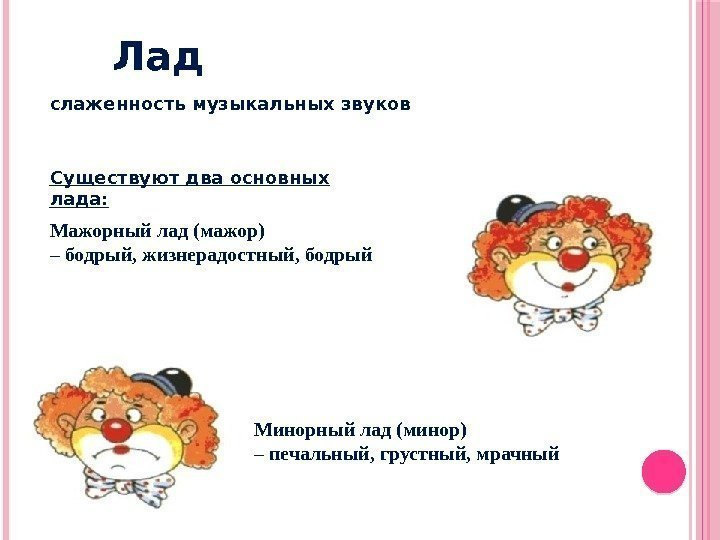 Лад
слаженность музыкальных звуков
Существуют два основных
лада:
Мажорный лад (мажор)
– бодрый, жизнерадостный, бодрый
Минорный лад (минор)
– печальный, грустный, мрачный